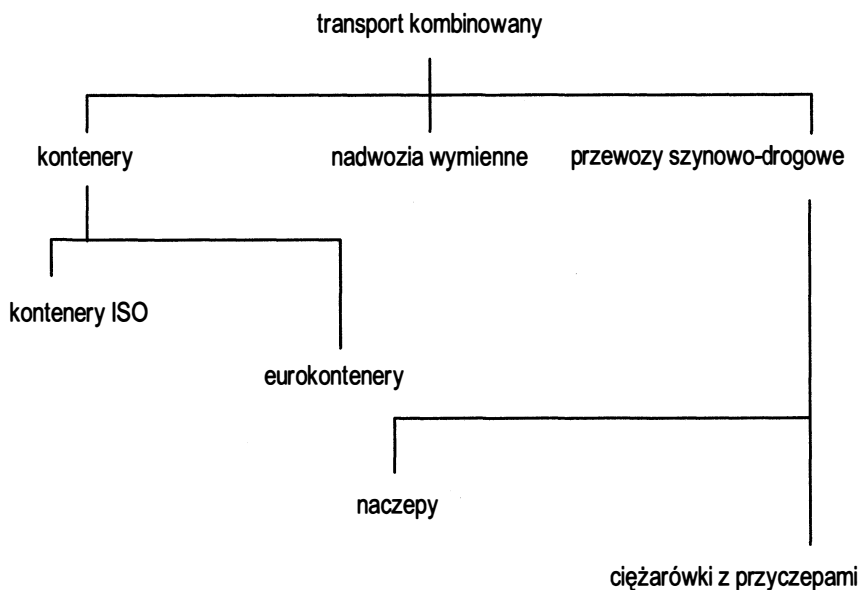 transport kombinowany
kontenery
nadwozia wymienne
przewozy szynowo-drogowe
kontenery ISO
eurokontenery
naczepy
ciężarówki z przyczepami